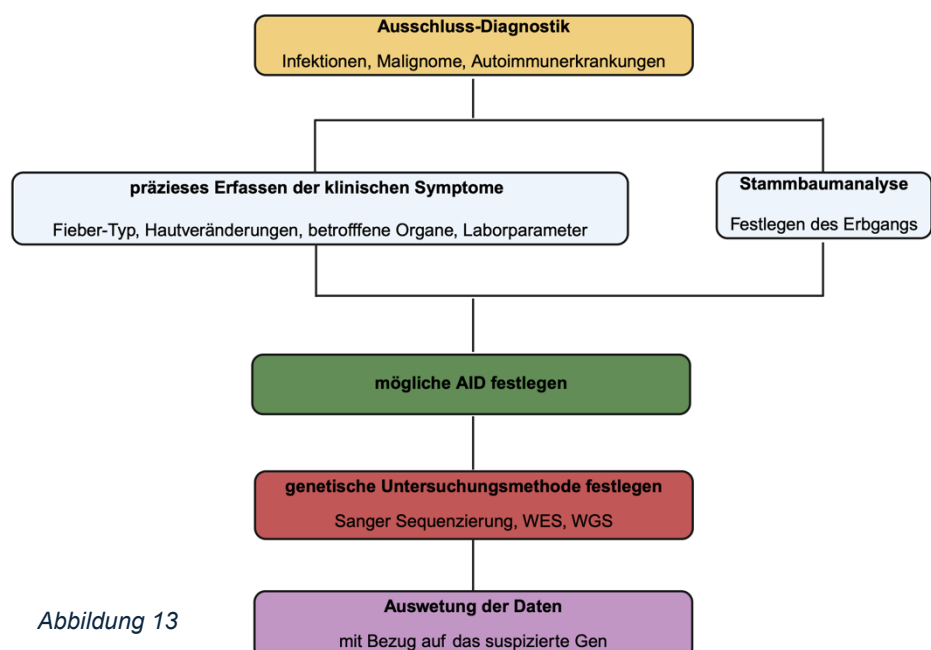 Ausschluss-Diagnostik
Infektionen, Malignome, Autoimmunerkrankungen
präzieses Erfassen der klinischen Symptome
Fieber-Typ, Hautveränderungen, betrofffene Organe, Laborparameter
Stammbaumanalyse
Festlegen des Erbgangs
mögliche AID festlegen
genetische Untersuchungsmethode festlegen
Sanger Sequenzierung, WES, WGS
Auswetung der Daten
mit Bezug auf das suspizierte Gen
Abbildung 13